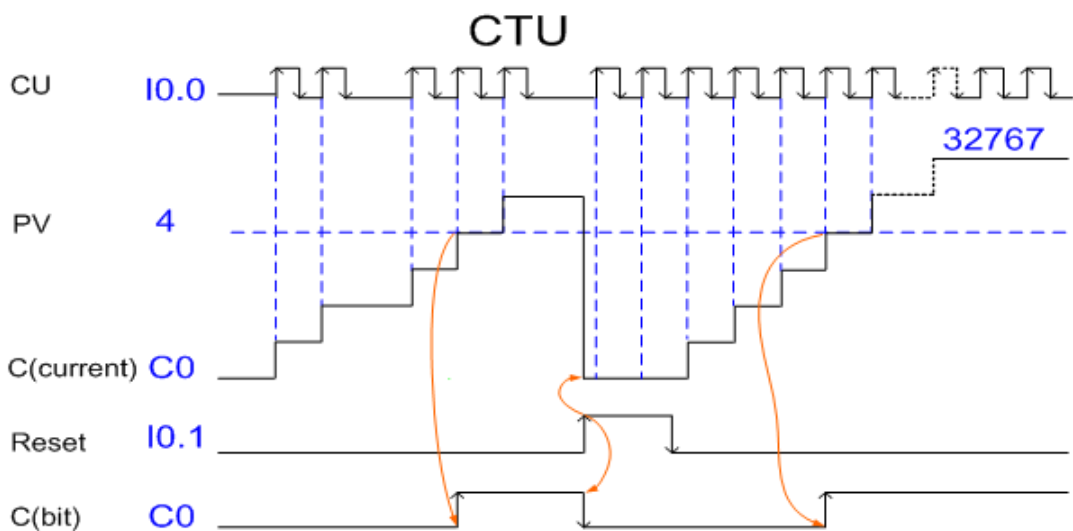 CTU
CU I0.0
32767
PV 4
C(current) C0
Reset I0.1
C(bit) C0